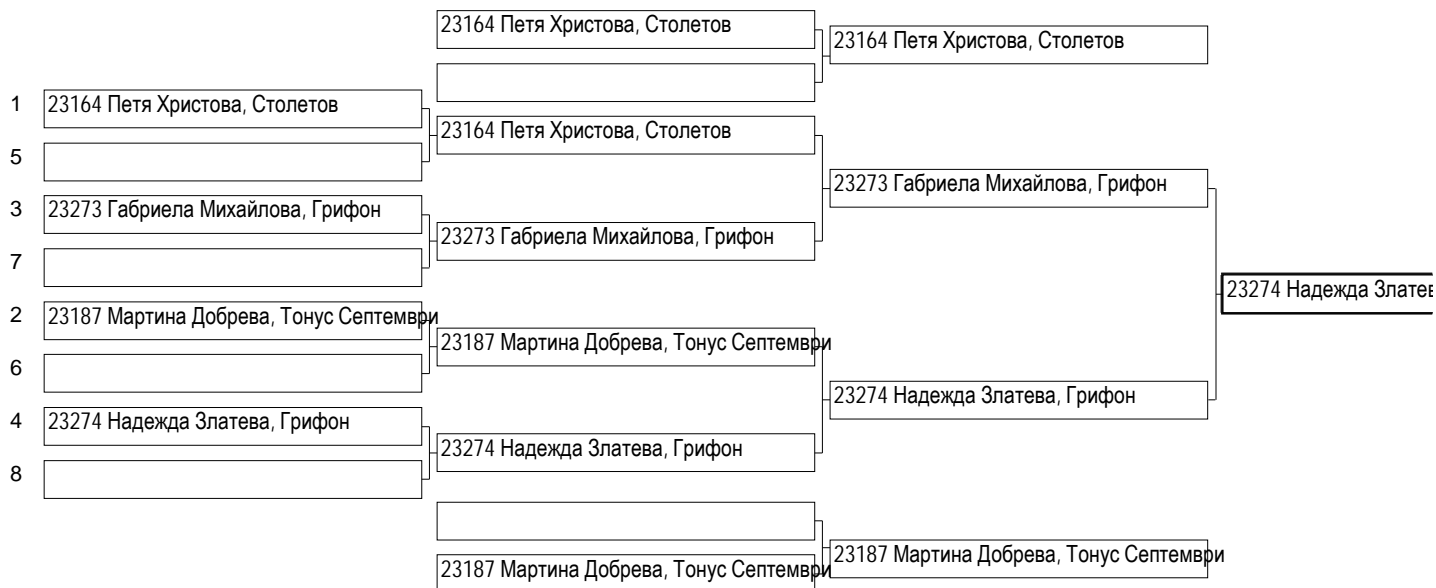 23164 Петя Христова, Столетов
23164 Петя Христова, Столетов
1 23164 Петя Христова, Столетов
23164 Петя Христова, Столетов
5
23273 Габриела Михайлова, Грифон
3 23273 Габриела Михайлова, Грифон
23273 Габриела Михайлова, Грифон
7
23274 Надежда Златев
2 23187 Мартина Добрева, Тонус Септември
23187 Мартина Добрева, Тонус Септември
6
23274 Надежда Златева, Грифон
4 23274 Надежда Златева, Грифон
23274 Надежда Златева, Грифон
8
23187 Мартина Добрева, Тонус Септември
23187 Мартина Добрева, Тонус Септември